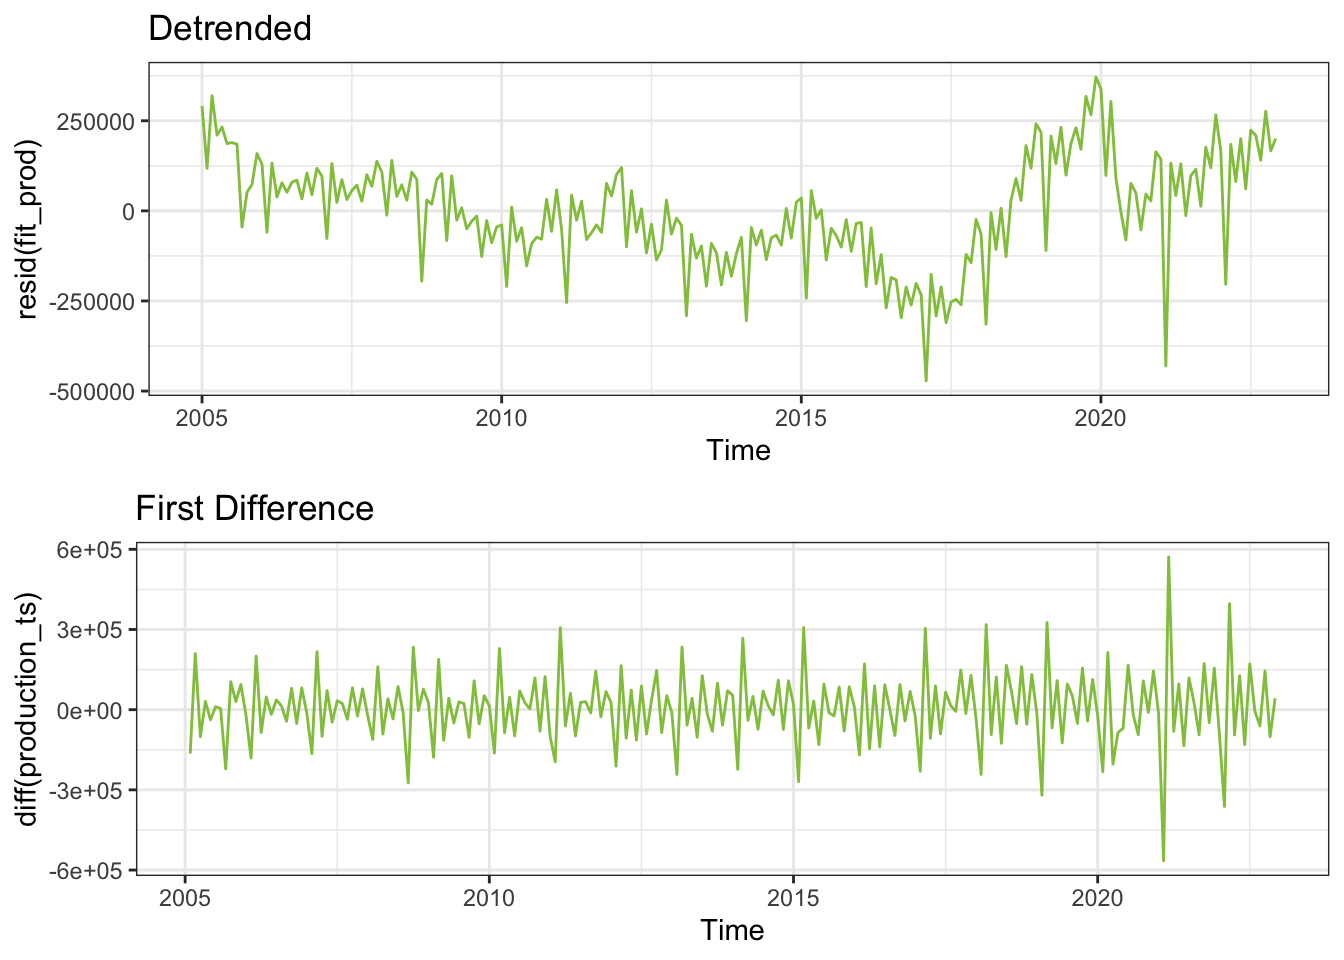 Detrended
resid(fit_prod)
250000
0
-250000
-500000
2005 2010 2015 2020
Time
First Difference
diff(production_ts)
6e+05
3e+05
0e+00
-3e+05
-6e+05
2005 2010 2015 2020
Time